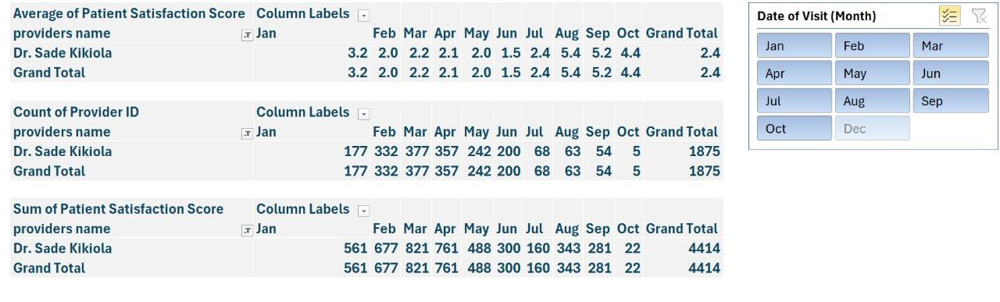 Average of Patient Satisfaction Score Column Labels
providers name Jan Feb Mar Apr May Jun Jul Aug Sep Oct Grand Total
Dr. Sade Kikiola 3.2 2.0 2.2 2.1 2.0 1.5 2.4 5.4 5.2 4.4 2.4
Grand Total 3.2 2.0 2.2 2.1 2.0 1.5 2.4 5.4 5.2 4.4 2.4
Count of Provider ID Column Labels
providers name Jan Feb Mar Apr May Jun Jul Aug Sep Oct Grand Total
Dr. Sade Kikiola 177 332 377 357 242 200 68 63 54 5 1875
Grand Total 177 332 377 357 242 200 68 63 54 5 1875
Sum of Patient Satisfaction Score Column Labels
providers name Jan Feb Mar Apr May Jun Jul Aug Sep Oct Grand Total
Dr. Sade Kikiola 561 677 821 761 488 300 160 343 281 22 4414
Grand Total 561 677 821 761 488 300 160 343 281 22 4414
Date of Visit (Month)
Jan Feb Mar
Apr May Jun
Jul Aug Sep
Oct Dec